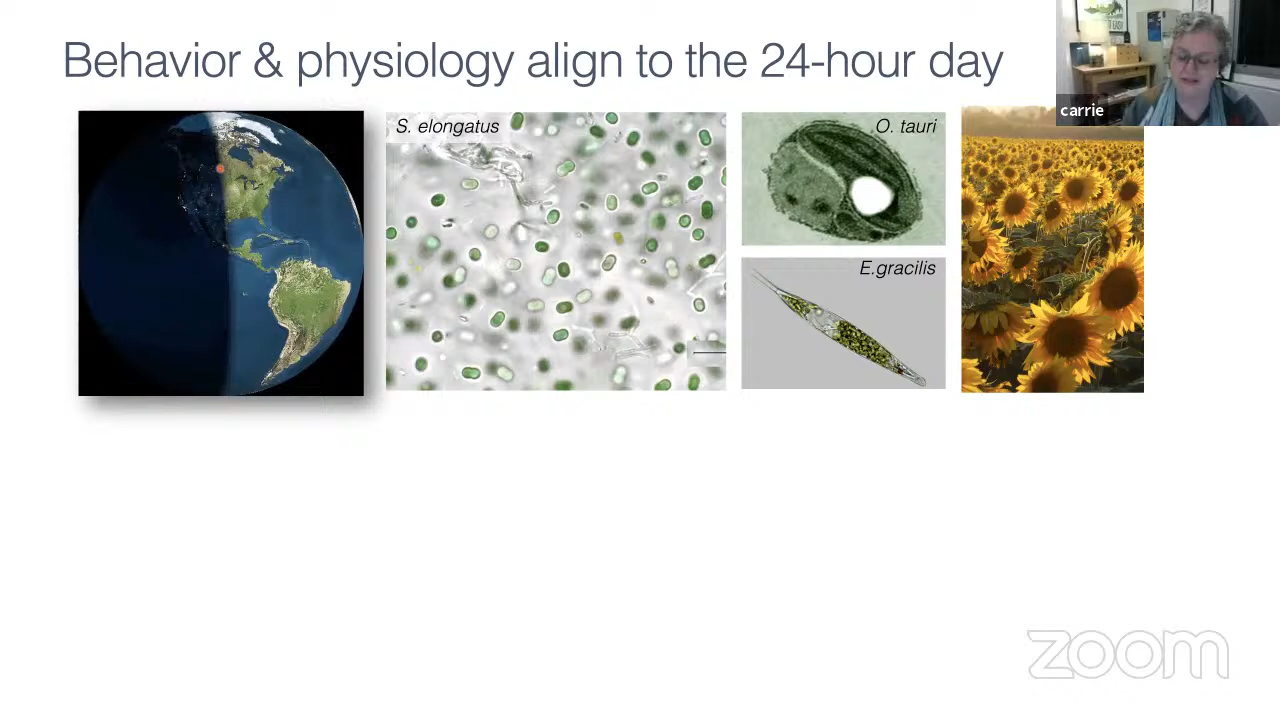 Behavior & physiology align to the 24-hour day
carrie
S. elongatus
O. tauri
E.gracilis
zoom